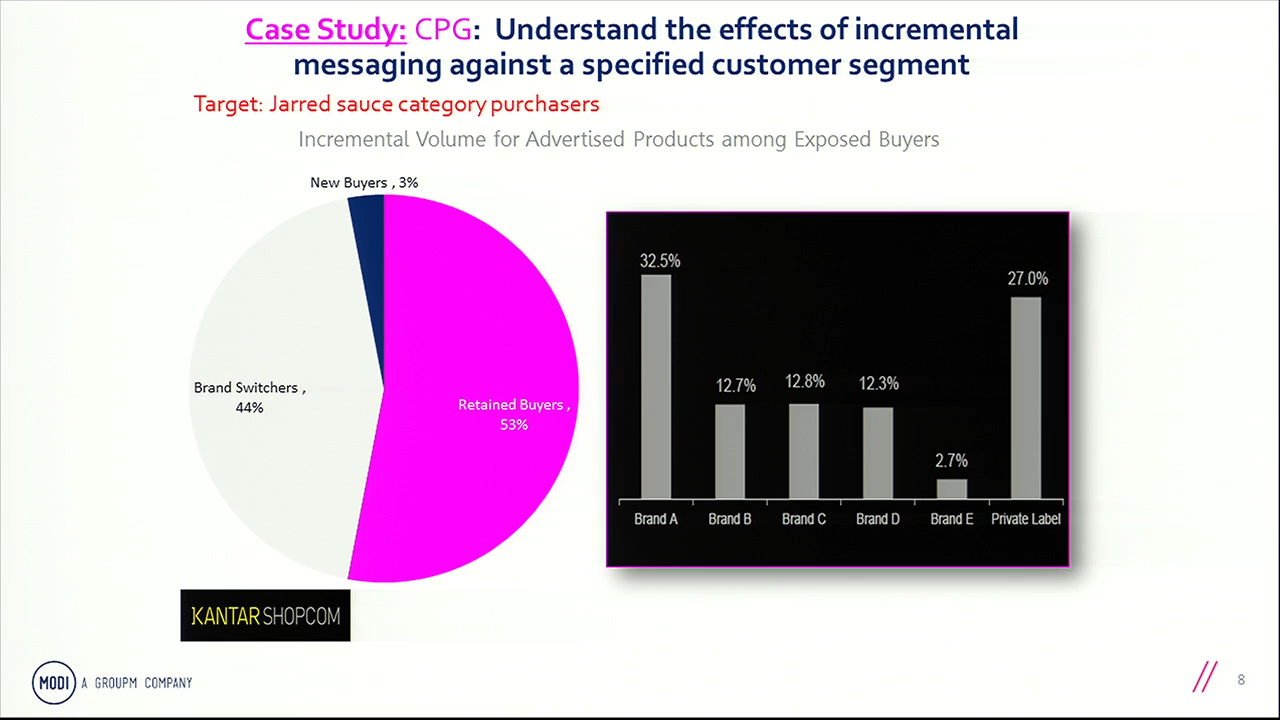 Case Study: CPG: Understand the effects of incremental
messaging against a specified customer segment
Target: Jarred sauce category purchasers
Incremental Volume for Advertised Products among Exposed Buyers
New Buyers , 3%
Brand Switchers ,
44%
Retained Buyers ,
53%
32.5%
12.7%
12.8%
12.3%
2.7%
27.0%
Brand A
Brand B
Brand C
Brand D
Brand E
Private Label
KANTAR SHOPCOM
MODI A GROUPM COMPANY
8